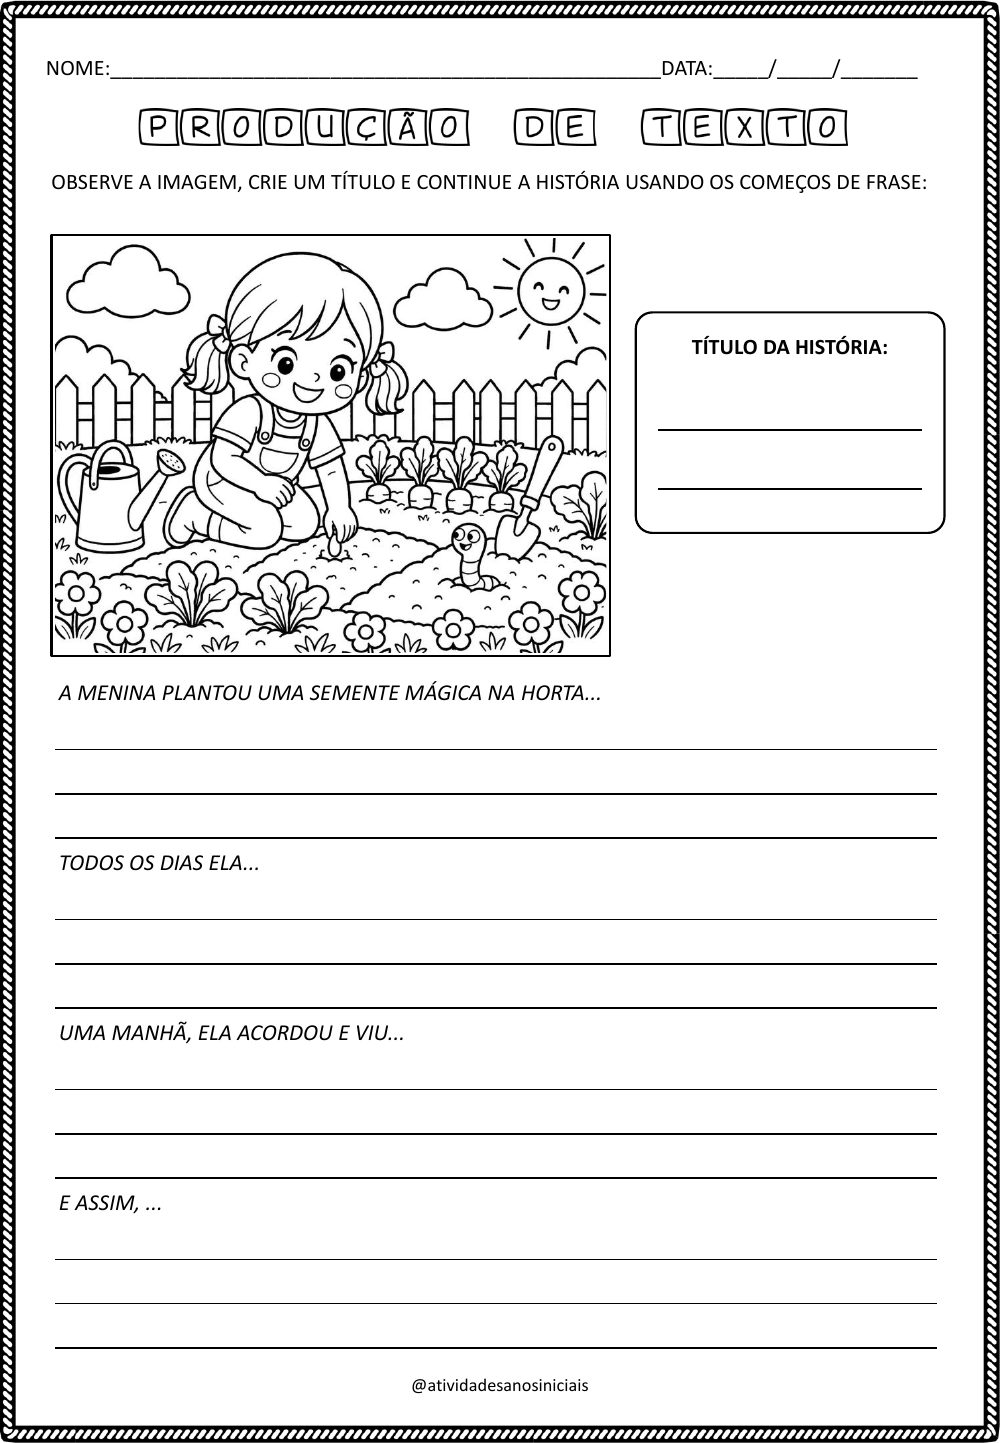 NOME:__________________________________________________DATA:_____/_____/_______
PRODUÇÃO DE TEXTO
OBSERVE A IMAGEM, CRIE UM TÍTULO E CONTINUE A HISTÓRIA USANDO OS COMEÇOS DE FRASE:
TÍTULO DA HISTÓRIA:
A MENINA PLANTOU UMA SEMENTE MÁGICA NA HORTA...
TODOS OS DIAS ELA...
UMA MANHÃ, ELA ACORDOU E VIU...
E ASSIM, ...
@atividadesanosiniciais